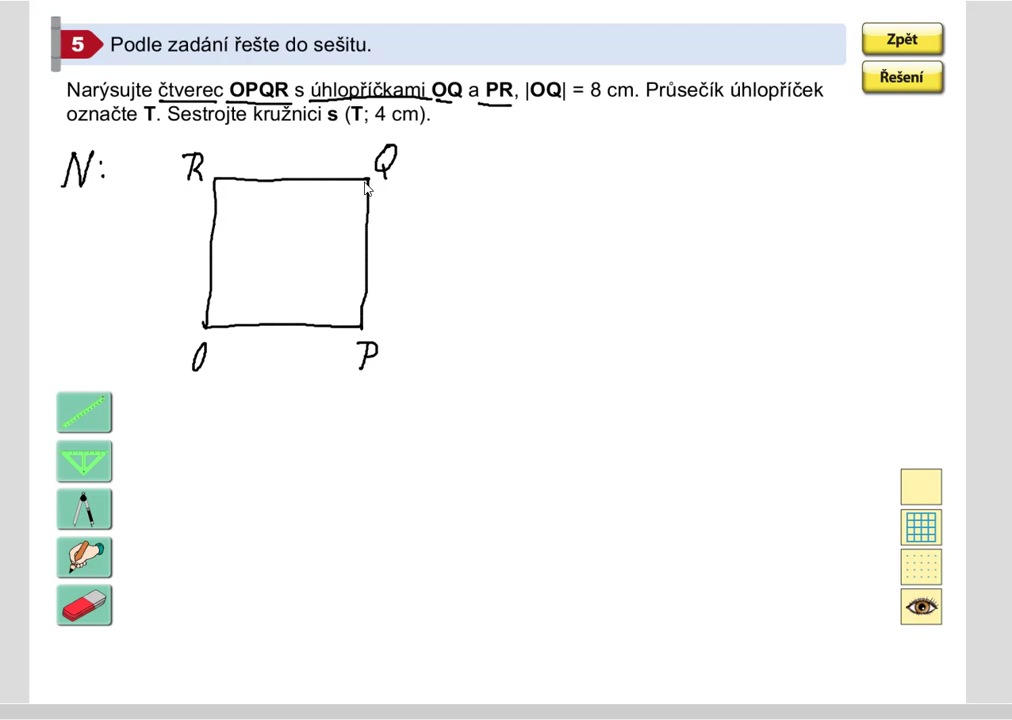 5 Podle zadání řešte do sešitu.
Zpět
Řešení
Narýsujte čtverec OPQR s úhlopříčkami OQ a PR, |OQ| = 8 cm. Průsečík úhlopříček
označte T. Sestrojte kružnici s (T; 4 cm).
N:
R Q
O P